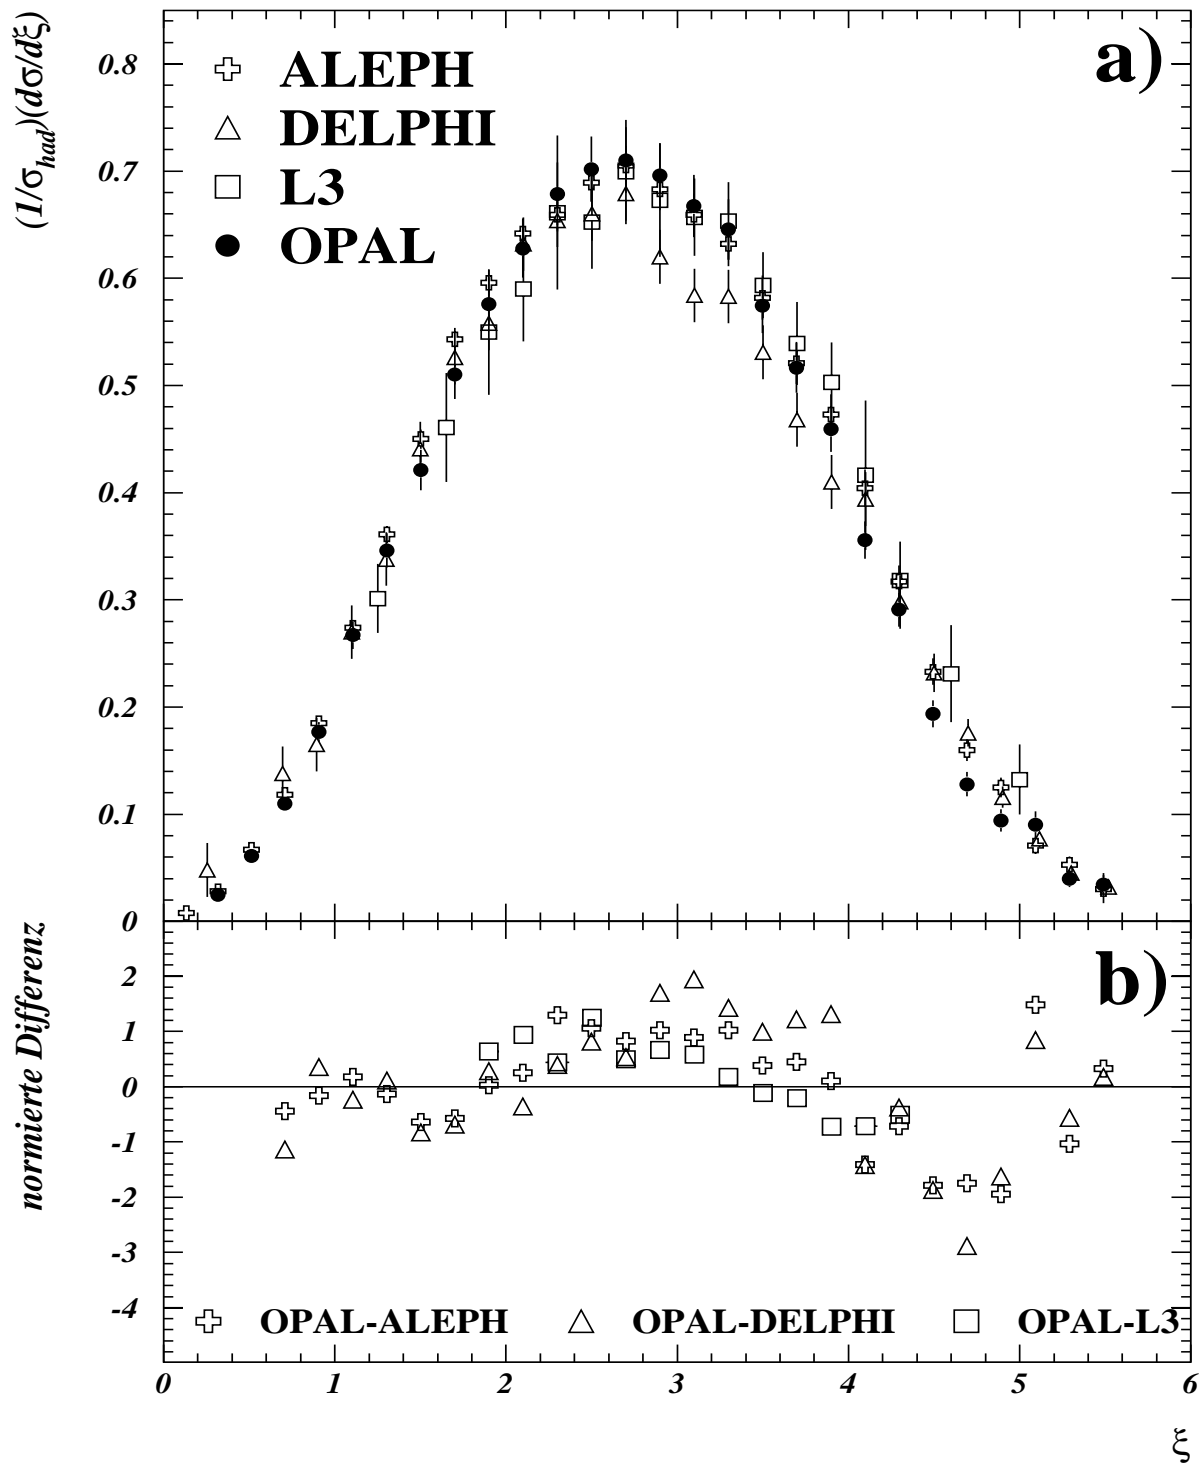 (1/σhad)(dσ/dξ)
a)
ALEPH
DELPHI
L3
OPAL
0.8
0.7
0.6
0.5
0.4
0.3
0.2
0.1
0
normierte Differenz
b)
2
1
0
-1
-2
-3
-4
OPAL-ALEPH OPAL-DELPHI OPAL-L3
0 1 2 3 4 5 6
ξ